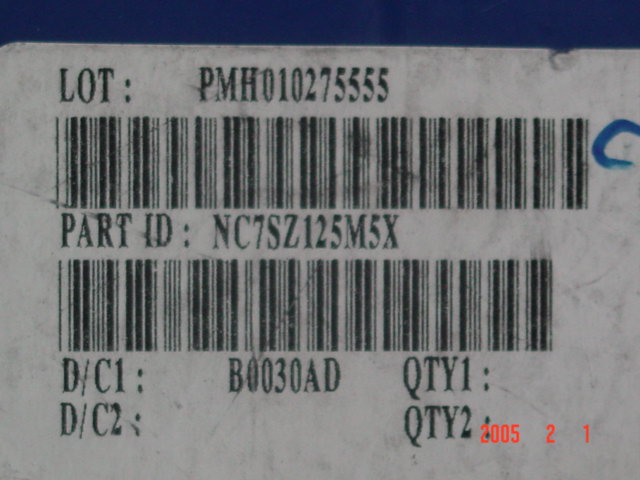 LOT : PMH010275555
PART ID : NC7SZ125M5X
D/C1 : B0030AD QTY1 :
D/C2 : QTY2 :
2005 2 1